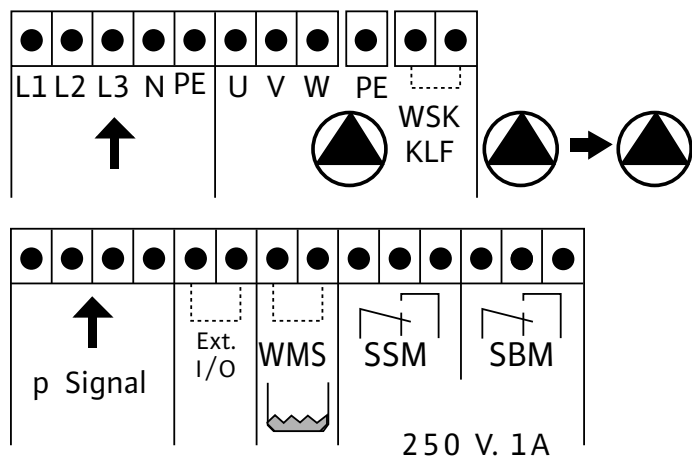 L1 L2 L3 N PE U V W PE
WSK
KLF
Ext.
I/O
WMS
SSM
SBM
p Signal
250 V. 1A